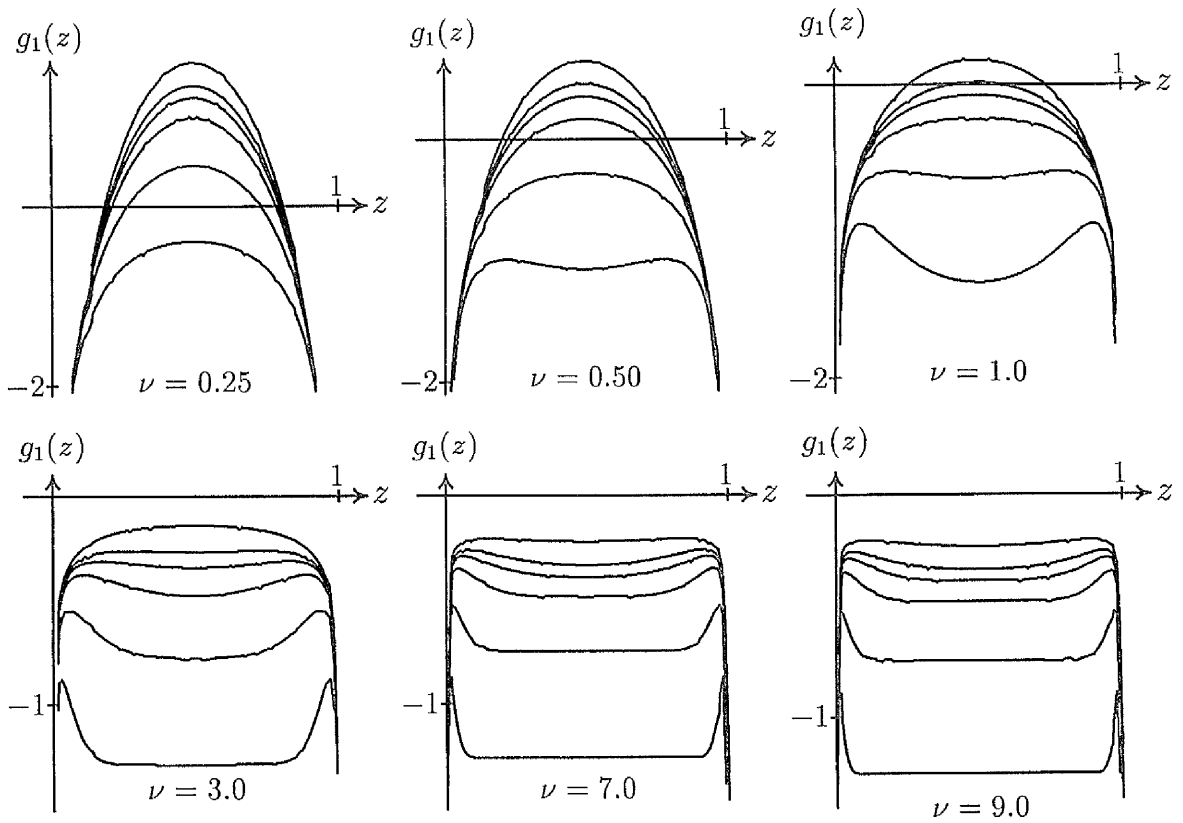 g₁(z)
1
z
−2
ν = 0.25
g₁(z)
1
z
−2
ν = 0.50
g₁(z)
1
z
−2
ν = 1.0
g₁(z)
1
z
−1
ν = 3.0
g₁(z)
1
z
−1
ν = 7.0
g₁(z)
1
z
−1
ν = 9.0